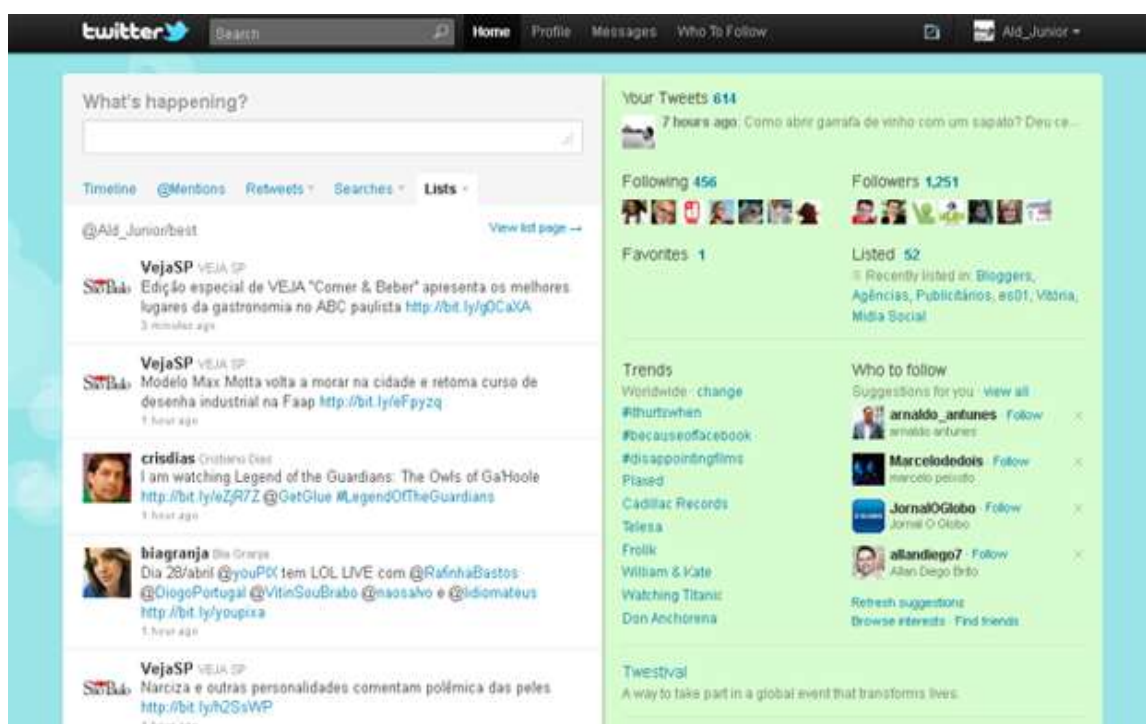 twitter
Search
Home Profile Messages Who To Follow
Ald_Junior
What's happening?
Timeline @Mentions Retweets Searches Lists
@Ald_Junior/best
View list page →
VejaSP VEJA SP
Edição especial de VEJA "Comer & Beber" apresenta os melhores
lugares da gastronomia no ABC paulista http://bit.ly/g0CaXA
3 minutes ago
VejaSP VEJA SP
Modelo Max Motta volta a morar na cidade e retoma curso de
desenha industrial na Faap http://bit.ly/eFpyzq
1 hour ago
crisdias Cristiano Dias
I am watching Legend of the Guardians: The Owls of Ga'Hoole
http://bit.ly/eZjR7Z @GetGlue #LegendOfTheGuardians
1 hour ago
biagranja Bia Granja
Dia 28/abril @youPIX tem LOL LIVE com @RafinhaBastos
@DiogoPortugal @VitinSouBrabo @naosalvo e @lidiomateus
http://bit.ly/youpixa
1 hour ago
VejaSP VEJA SP
Narciza e outras personalidades comentam polêmica das peles
http://bit.ly/h2SsWP
Your Tweets 614
7 hours ago: Como abrir garrafa de vinho com um sapato? Deu ce...
Following 456
Followers 1,251
Favorites 1
Listed 52
Recently listed in: Bloggers,
Agências, Publicitários, es01, Vitória,
Midia Social
Trends
Worldwide · change
#ithurtswhen
#becauseoffacebook
#disappointingfilms
Plaxed
Cadillac Records
Telexa
Frolik
William & Kate
Watching Titanic
Don Anchorena
Who to follow
Suggestions for you · view all
arnaldo_antunes · Follow
arnaldo antunes
Marcelodedois · Follow
marcelo peixoto
JornalOGlobo · Follow
Jornal O Globo
allandiego7 · Follow
Allan Diego Brito
Refresh suggestions
Browse interests · Find friends
Twestival
A way to take part in a global event that transforms lives.